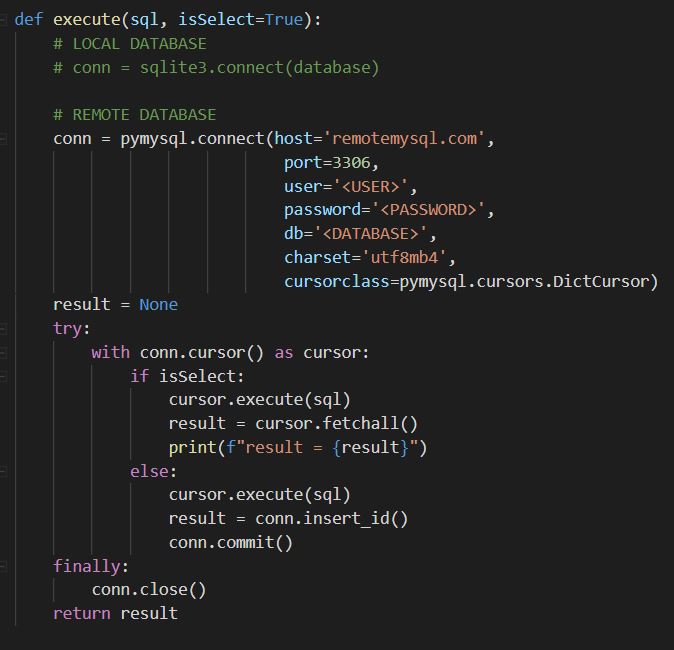 def execute(sql, isSelect=True):
    # LOCAL DATABASE
    # conn = sqlite3.connect(database)

    # REMOTE DATABASE
    conn = pymysql.connect(host='remotemysql.com',
                            port=3306,
                            user='<USER>',
                            password='<PASSWORD>',
                            db='<DATABASE>',
                            charset='utf8mb4',
                            cursorclass=pymysql.cursors.DictCursor)
    result = None
    try:
        with conn.cursor() as cursor:
            if isSelect:
                cursor.execute(sql)
                result = cursor.fetchall()
                print(f"result = {result}")
            else:
                cursor.execute(sql)
                result = conn.insert_id()
                conn.commit()
    finally:
        conn.close()
    return result